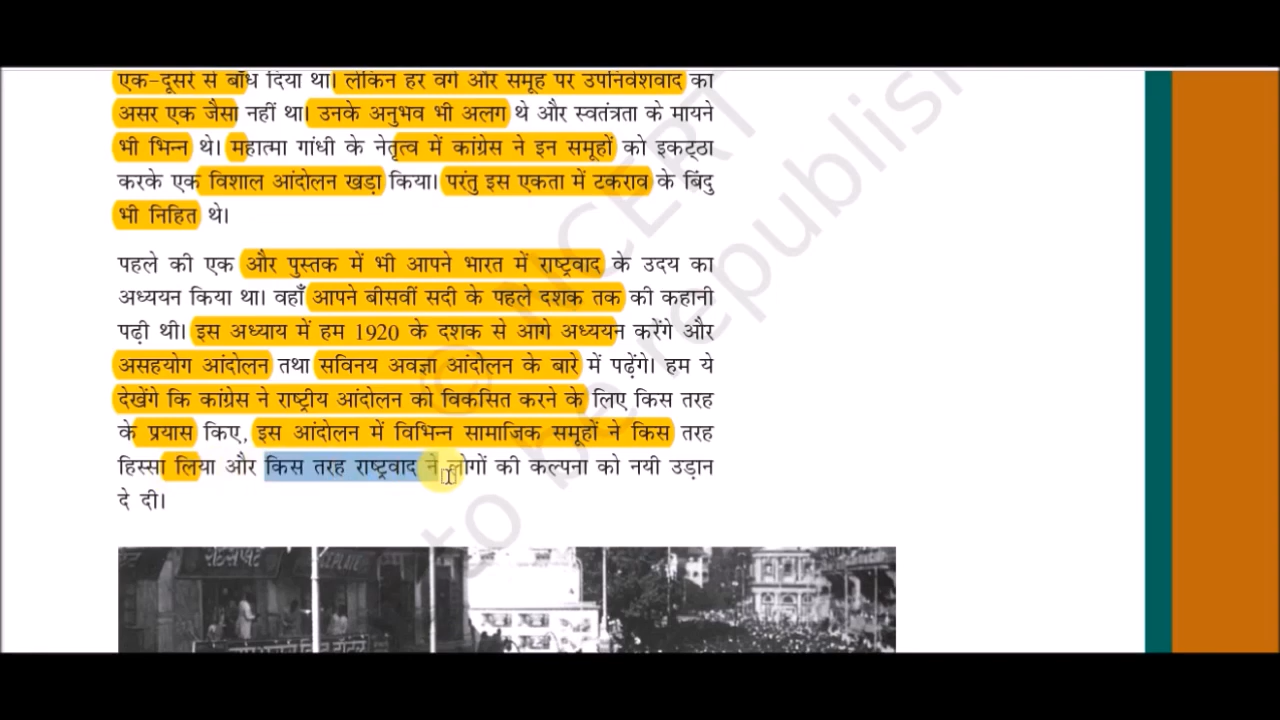 एक-दूसरे से बाँध दिया था। लेकिन हर वर्ग और समूह पर उपनिवेशवाद का
असर एक जैसा नहीं था। उनके अनुभव भी अलग थे और स्वतंत्रता के मायने
भी भिन्न थे। महात्मा गांधी के नेतृत्व में कांग्रेस ने इन समूहों को इकट्ठा
करके एक विशाल आंदोलन खड़ा किया। परंतु इस एकता में टकराव के बिंदु
भी निहित थे।
पहले की एक और पुस्तक में भी आपने भारत में राष्ट्रवाद के उदय का
अध्ययन किया था। वहाँ आपने बीसवीं सदी के पहले दशक तक की कहानी
पढ़ी थी। इस अध्याय में हम 1920 के दशक से आगे अध्ययन करेंगे और
असहयोग आंदोलन तथा सविनय अवज्ञा आंदोलन के बारे में पढ़ेंगे। हम ये
देखेंगे कि कांग्रेस ने राष्ट्रीय आंदोलन को विकसित करने के लिए किस तरह
के प्रयास किए, इस आंदोलन में विभिन्न सामाजिक समूहों ने किस तरह
हिस्सा लिया और किस तरह राष्ट्रवाद ने लोगों की कल्पना को नयी उड़ान
दे दी।
© NCERT
to be republis